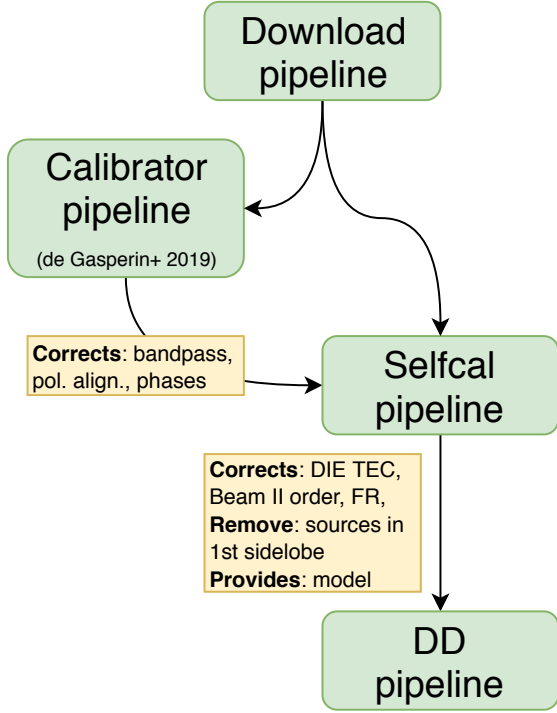 Download
pipeline
Calibrator
pipeline
(de Gasperin+ 2019)
Corrects: bandpass,
pol. align., phases
Selfcal
pipeline
Corrects: DIE TEC,
Beam II order, FR,
Remove: sources in
1st sidelobe
Provides: model
DD
pipeline